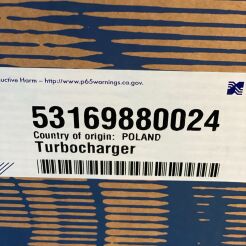 uctive Harm – http://www.p65warnings.ca.gov.
53169880024
Country of origin: POLAND
Turbocharger